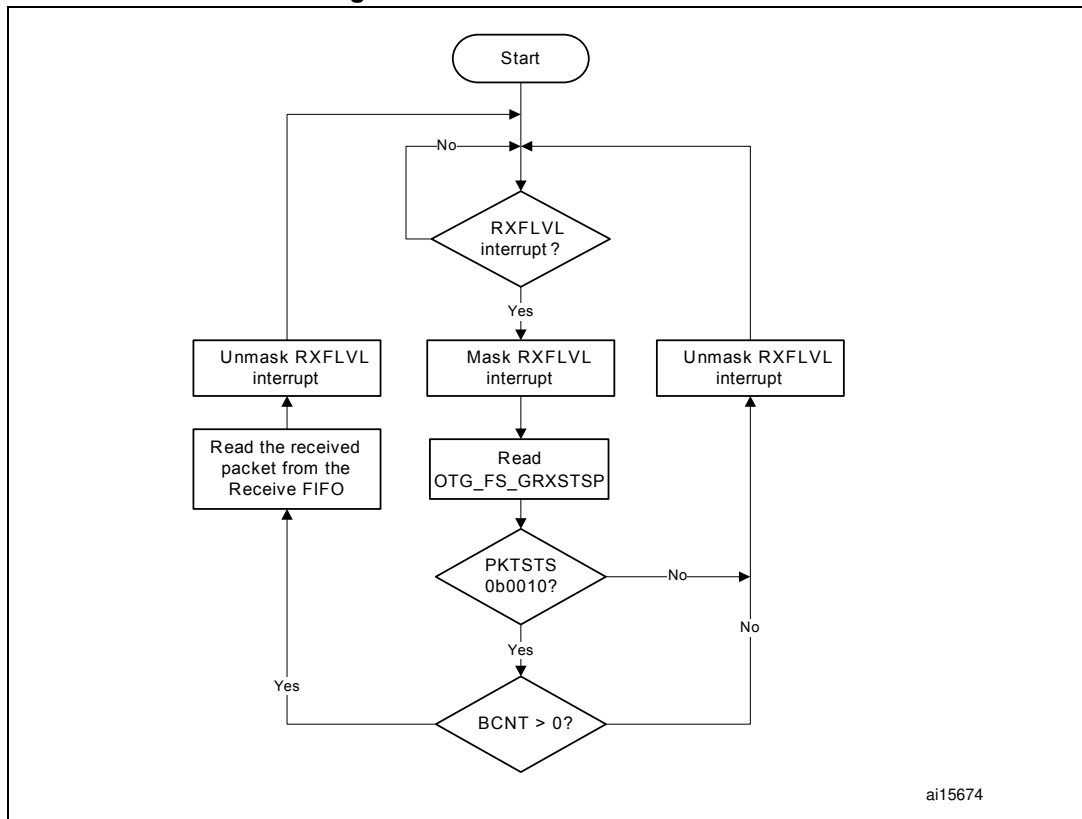 Start
No
RXFLVL
interrupt ?
Yes
Unmask RXFLVL
interrupt
Mask RXFLVL
interrupt
Unmask RXFLVL
interrupt
Read the received
packet from the
Receive FIFO
Read
OTG_FS_GRXSTSP
PKTSTS
0b0010?
No
No
Yes
Yes
BCNT > 0?
ai15674